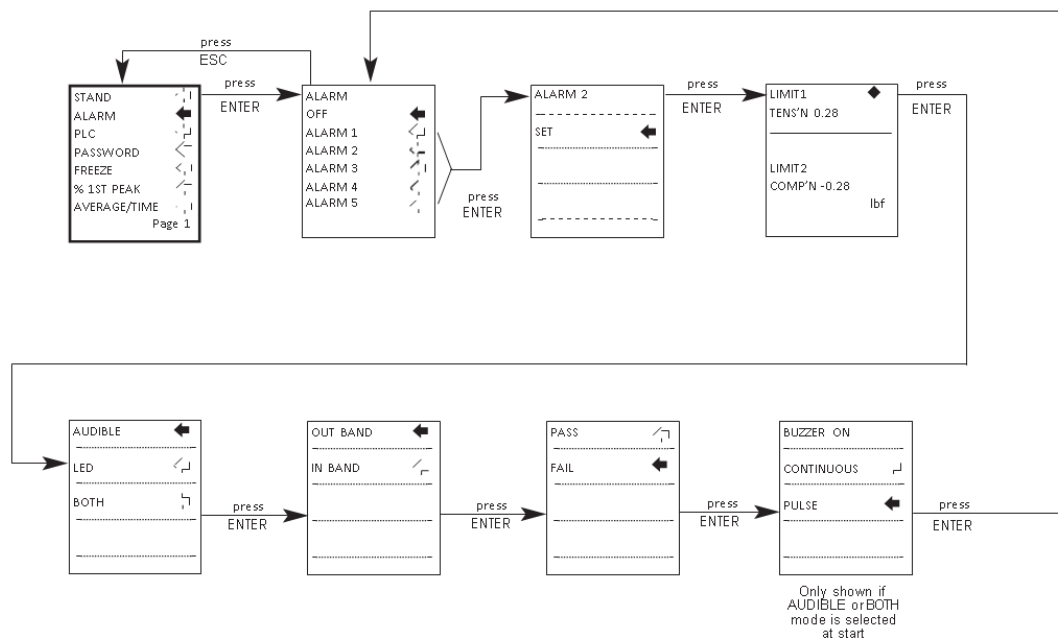 press
ESC
press
ENTER
STAND
ALARM
PLC
PASSWORD
FREEZE
% 1ST PEAK
AVERAGE/TIME
Page 1
ALARM
OFF
ALARM 1
ALARM 2
ALARM 3
ALARM 4
ALARM 5
press
ENTER
ALARM 2
SET
press
ENTER
LIMIT1
TENS'N 0.28
LIMIT2
COMP'N -0.28
lbf
press
ENTER
AUDIBLE
LED
BOTH
press
ENTER
OUT BAND
IN BAND
press
ENTER
PASS
FAIL
press
ENTER
BUZZER ON
CONTINUOUS
PULSE
press
ENTER
Only shown if
AUDIBLE or BOTH
mode is selected
at start